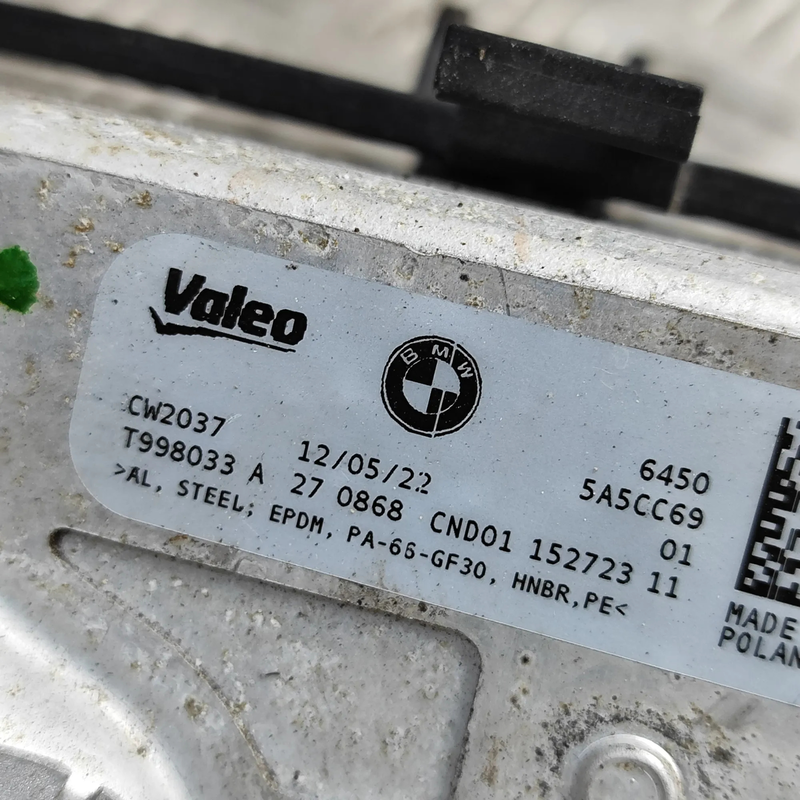 Valeo
BMW
CW2037 12/05/22 6450
T998033 A 27 0868 CND01 152723 11
5A5CC69
01
>AL, STEEL; EPDM, PA-66-GF30, HNBR,PE<
MADE
POLAN